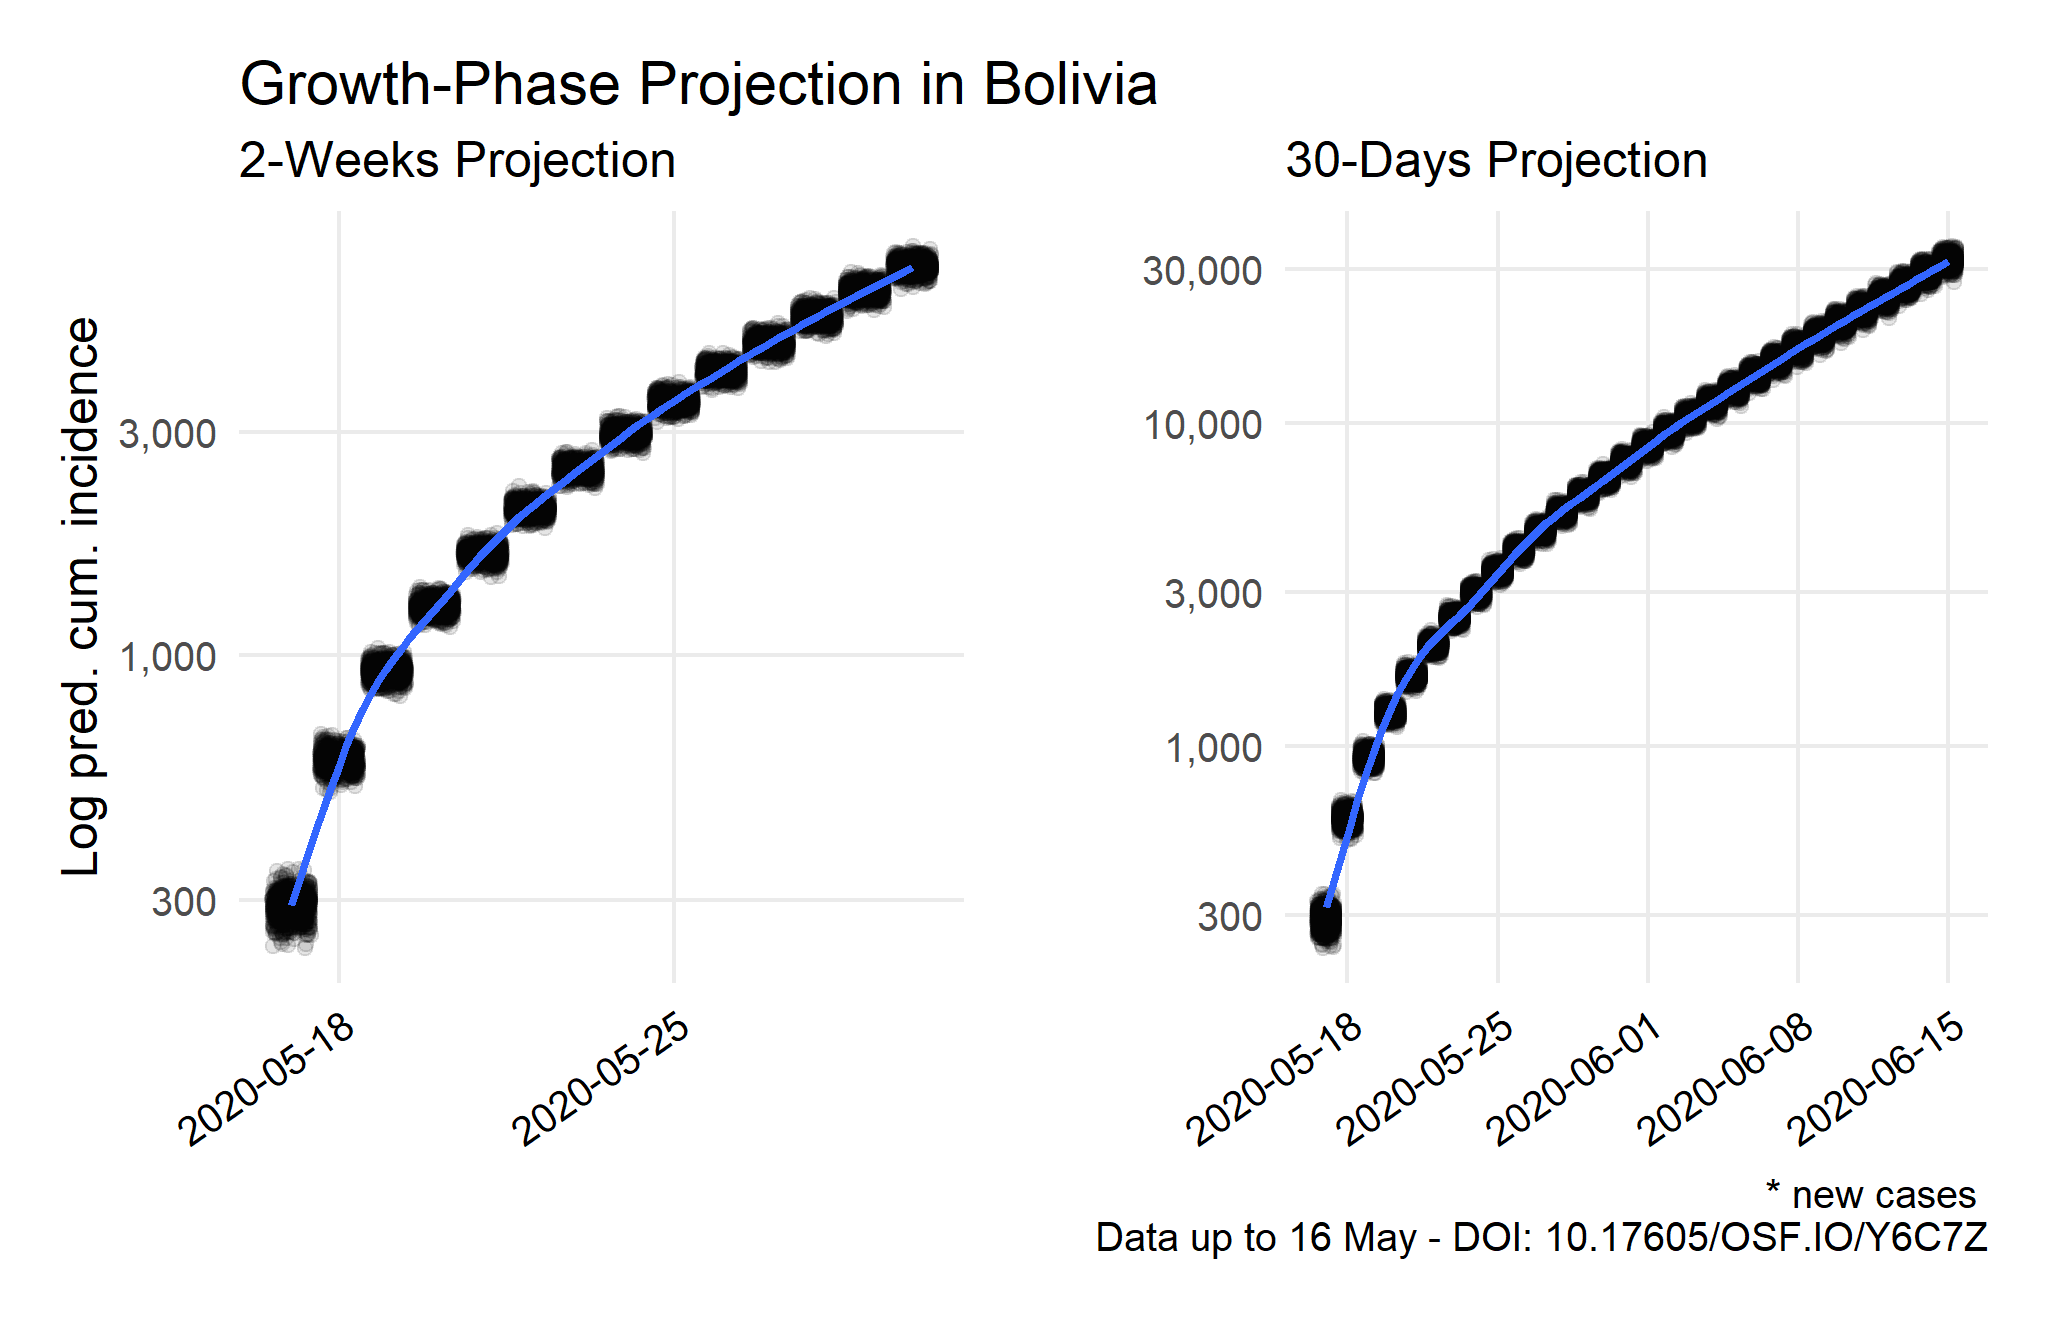 Growth-Phase Projection in Bolivia
2-Weeks Projection
Log pred. cum. incidence
3,000
1,000
300
2020-05-18
2020-05-25
30-Days Projection
30,000
10,000
3,000
1,000
300
2020-05-18
2020-05-25
2020-06-01
2020-06-08
2020-06-15
* new cases
Data up to 16 May - DOI: 10.17605/OSF.IO/Y6C7Z